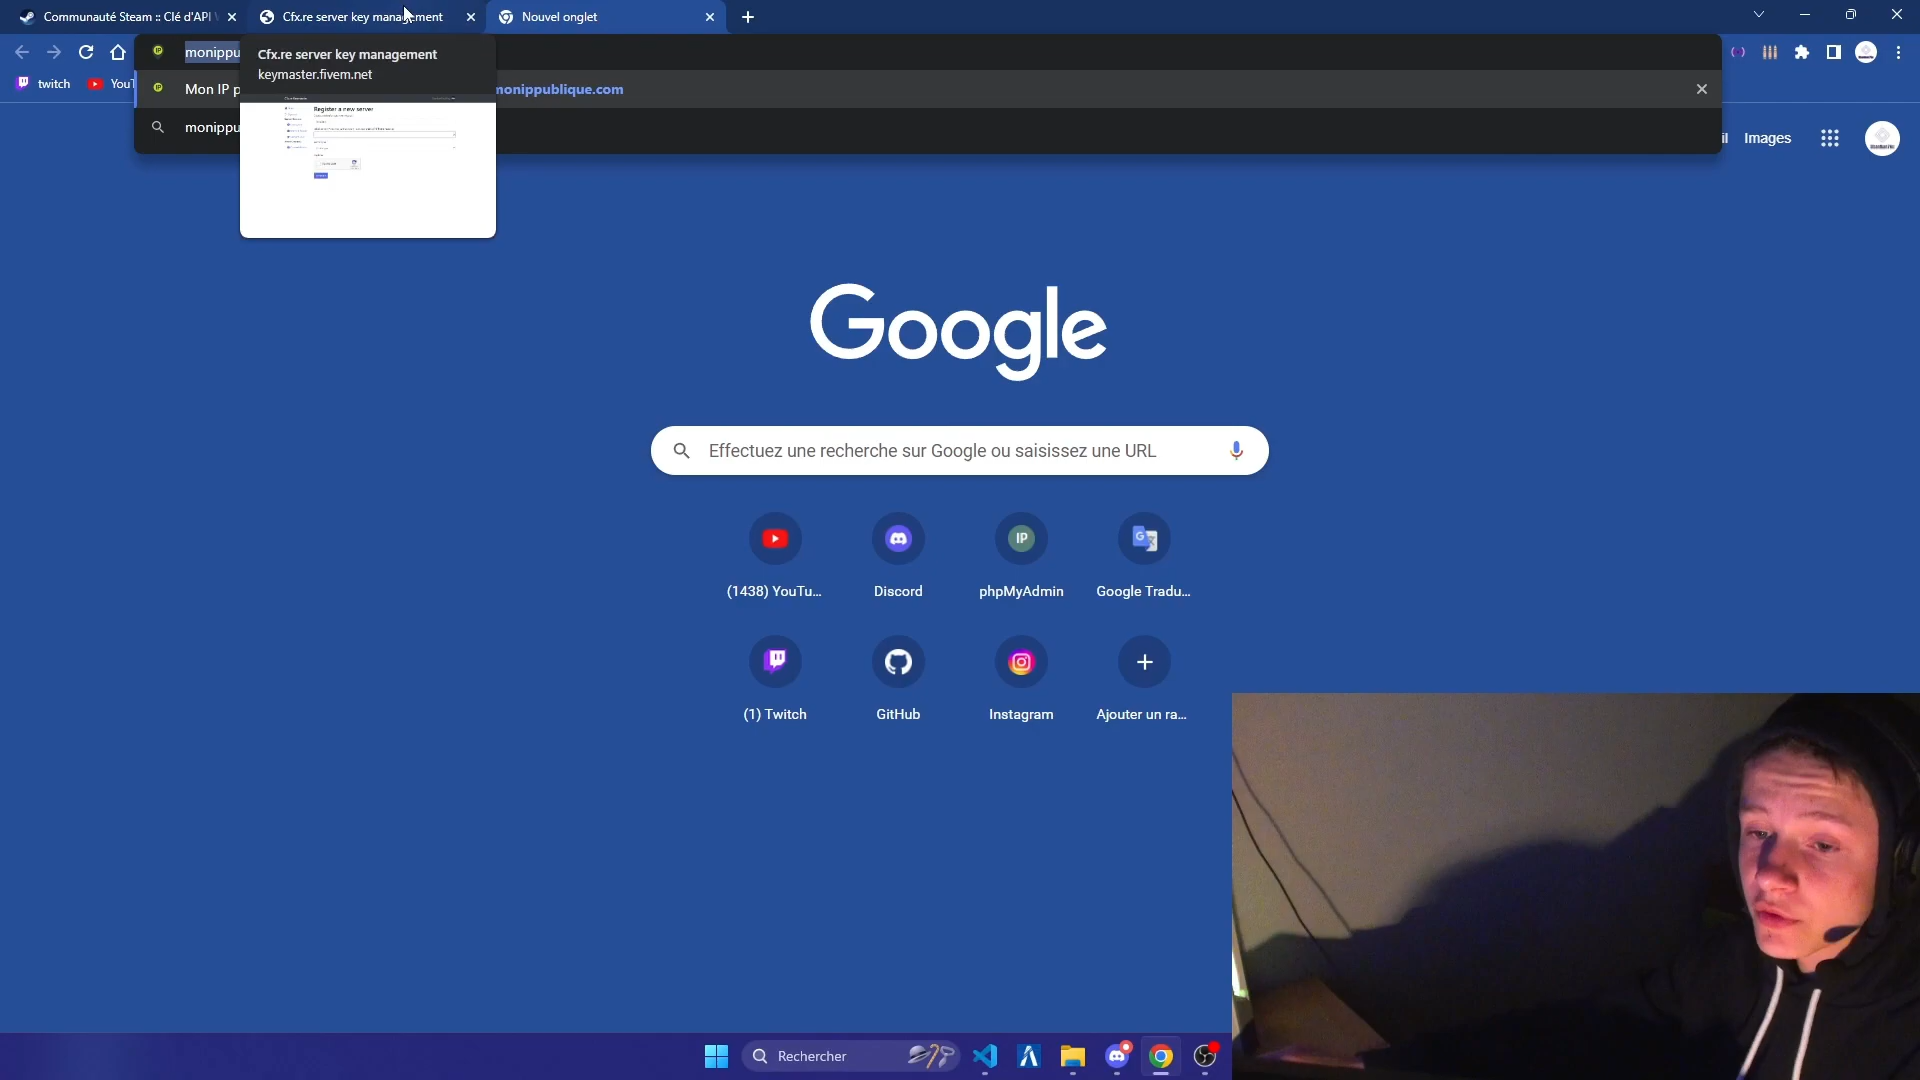 Communauté Steam :: Clé d'API
Cfx.re server key management
Nouvel onglet
monippu
Cfx.re server key management
keymaster.fivem.net
twitch
YouT
Mon IP p
monippublique.com
monippu
Register a new server
Images
Google
Effectuez une recherche sur Google ou saisissez une URL
(1438) YouTu...
Discord
IP
phpMyAdmin
Google Tradu...
(1) Twitch
GitHub
Instagram
Ajouter un ra...
Rechercher